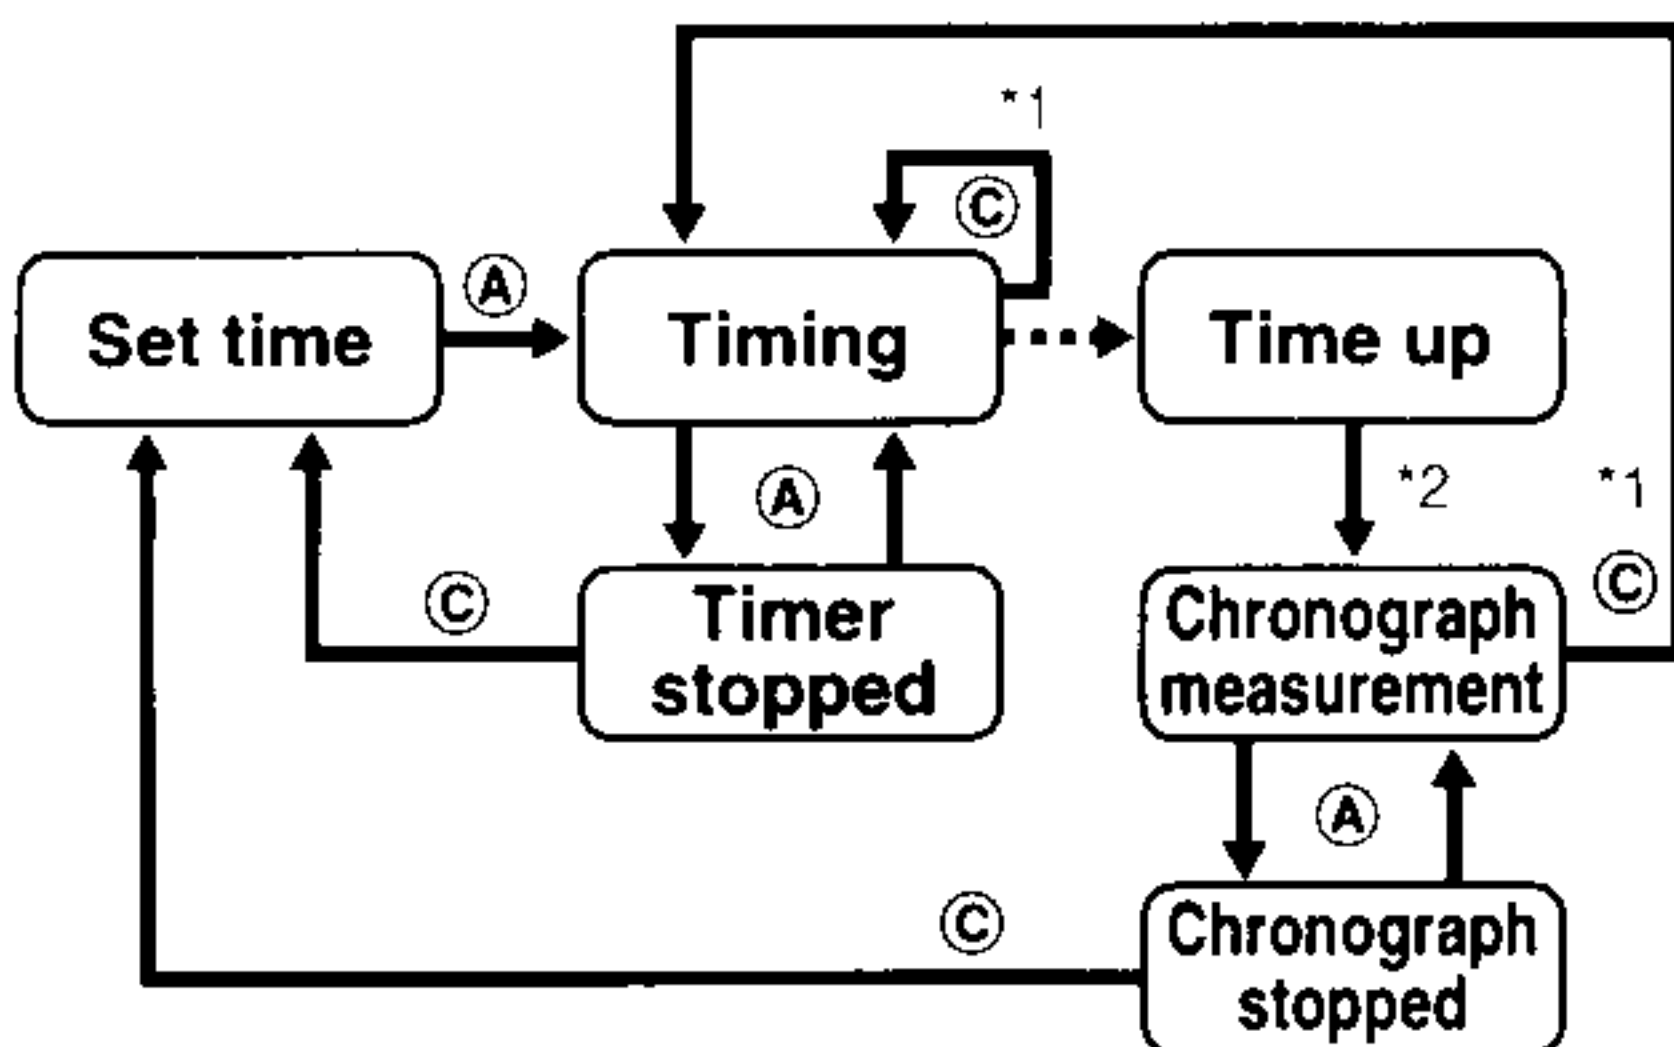 *1
Ⓒ
Ⓐ
Set time
Timing
Time up
Ⓐ
*2
*1
Ⓒ
Ⓒ
Timer
stopped
Chronograph
measurement
Ⓐ
Ⓒ
Chronograph
stopped